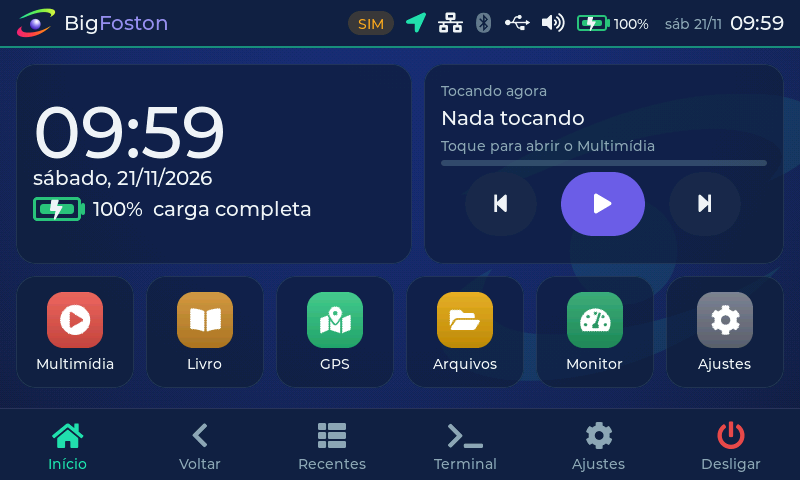 BigFoston
SIM
100%
sáb 21/11
09:59
09:59
sábado, 21/11/2026
100% carga completa
Tocando agora
Nada tocando
Toque para abrir o Multimídia
Multimídia
Livro
GPS
Arquivos
Monitor
Ajustes
Início
Voltar
Recentes
Terminal
Ajustes
Desligar